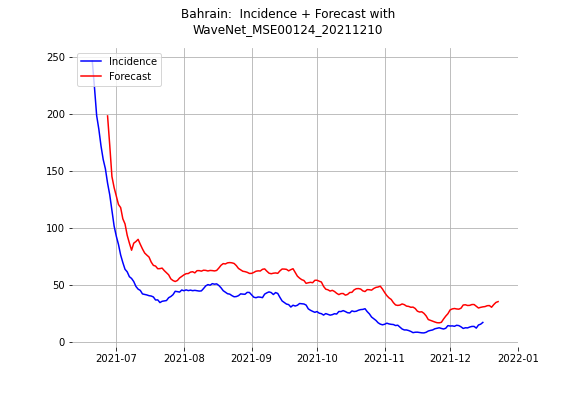 Bahrain:  Incidence + Forecast with
WaveNet_MSE00124_20211210
250
200
150
100
50
0
Incidence
Forecast
2021-07 2021-08 2021-09 2021-10 2021-11 2021-12 2022-01